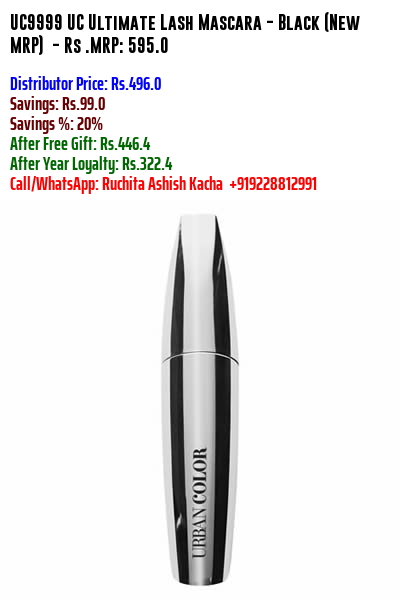 UC9999 UC Ultimate Lash Mascara - Black (New
MRP) - Rs .MRP: 595.0
Distributor Price: Rs.496.0
Savings: Rs.99.0
Savings %: 20%
After Free Gift: Rs.446.4
After Year Loyalty: Rs.322.4
Call/WhatsApp: Ruchita Ashish Kacha +919228812991
URBAN COLOR